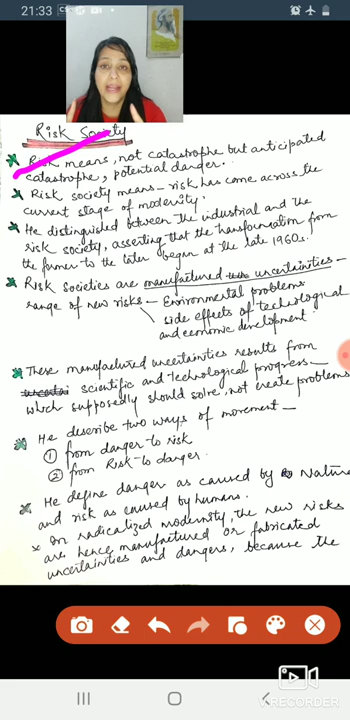 21:33
Risk Society
Risk means, not catastrophe but anticipated
catastrophe, potential danger.
Risk society means - risk has come across the
current stage of modernity.
He distinguished between the industrial and the
risk society, asserting that the transformation from
the former to the later began at the late 1960s.
Risk Societies are manufactured uncertainties -
range of new risks - Environmental problems
side effects of technological
and economic development.
These manufactured uncertainties results from
scientific and Technological progress -
which supposedly should solve, not create problems
He describe two ways of movement -
① from danger to risk
② from Risk to danger.
He define danger as caused by Nature
and risk as caused by humans.
× In radicalized modernity, the new risks
are hence manufactured or fabricated
uncertainties and dangers, because the
V RECORDER